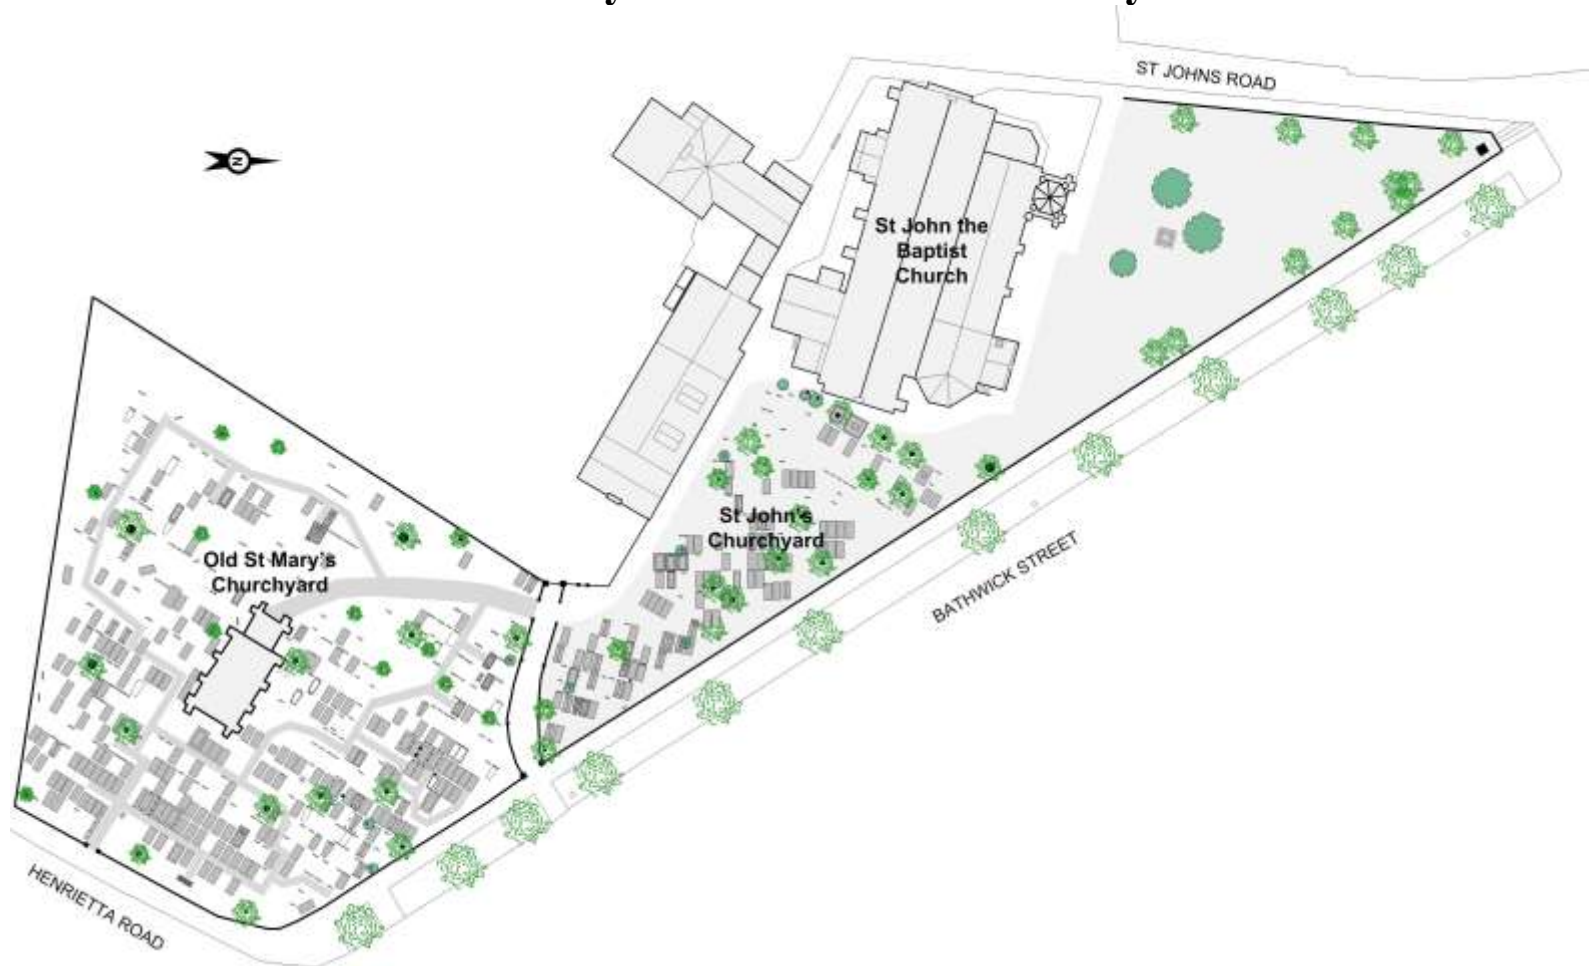 ST JOHNS ROAD
N
St John the
Baptist
Church
St John's
Churchyard
Old St Mary's
Churchyard
BATHWICK STREET
HENRIETTA ROAD